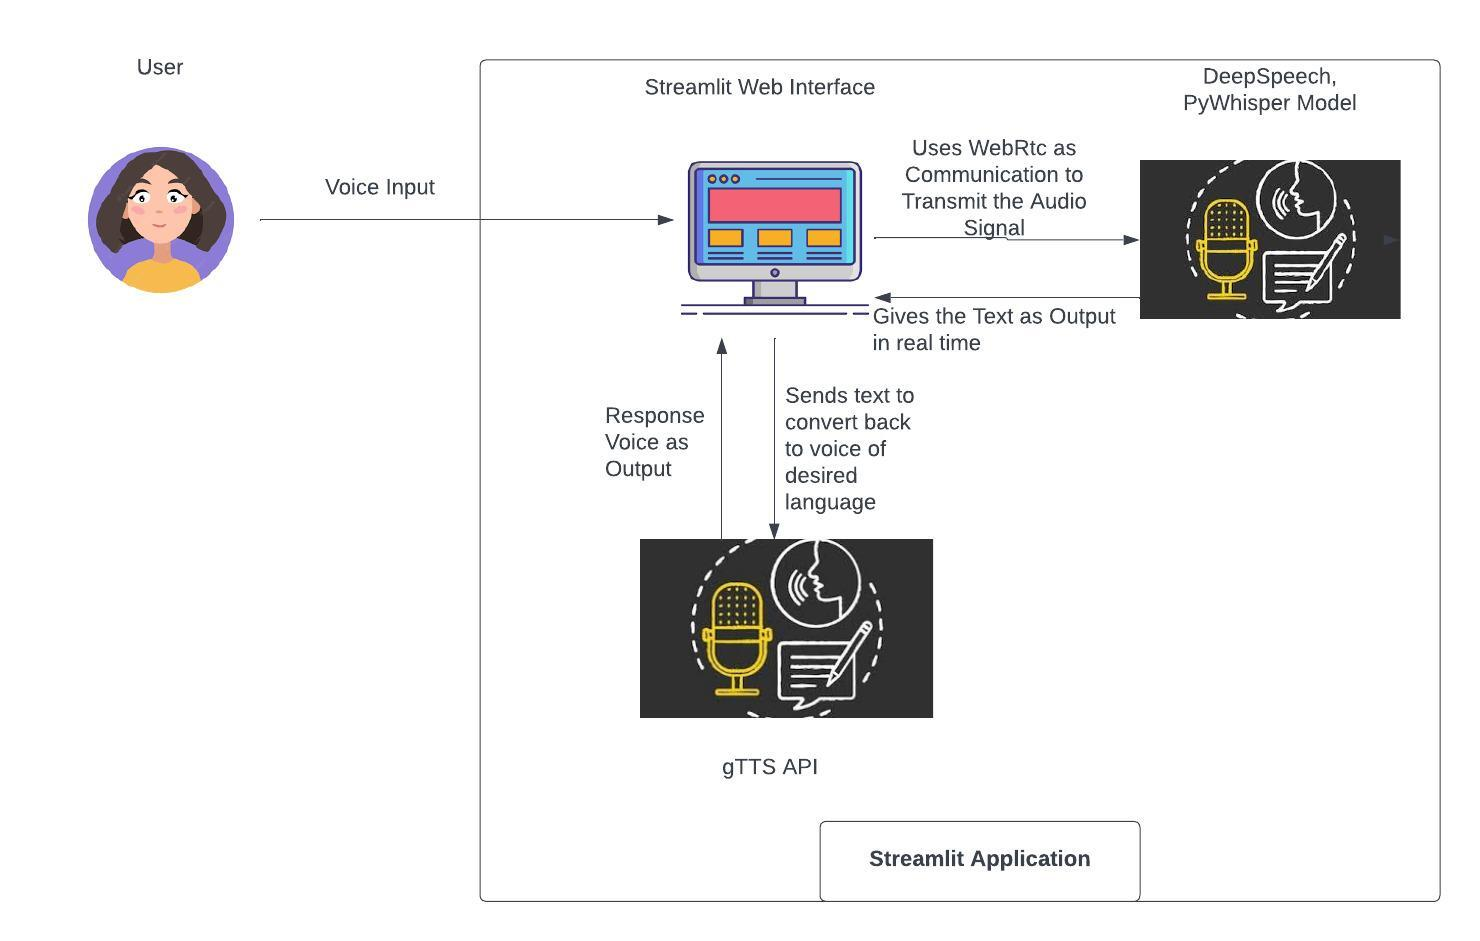 User
Streamlit Web Interface
DeepSpeech,
PyWhisper Model
Voice Input
Uses WebRtc as
Communication to
Transmit the Audio
Signal
Gives the Text as Output
in real time
Response
Voice as
Output
Sends text to
convert back
to voice of
desired
language
gTTS API
Streamlit Application